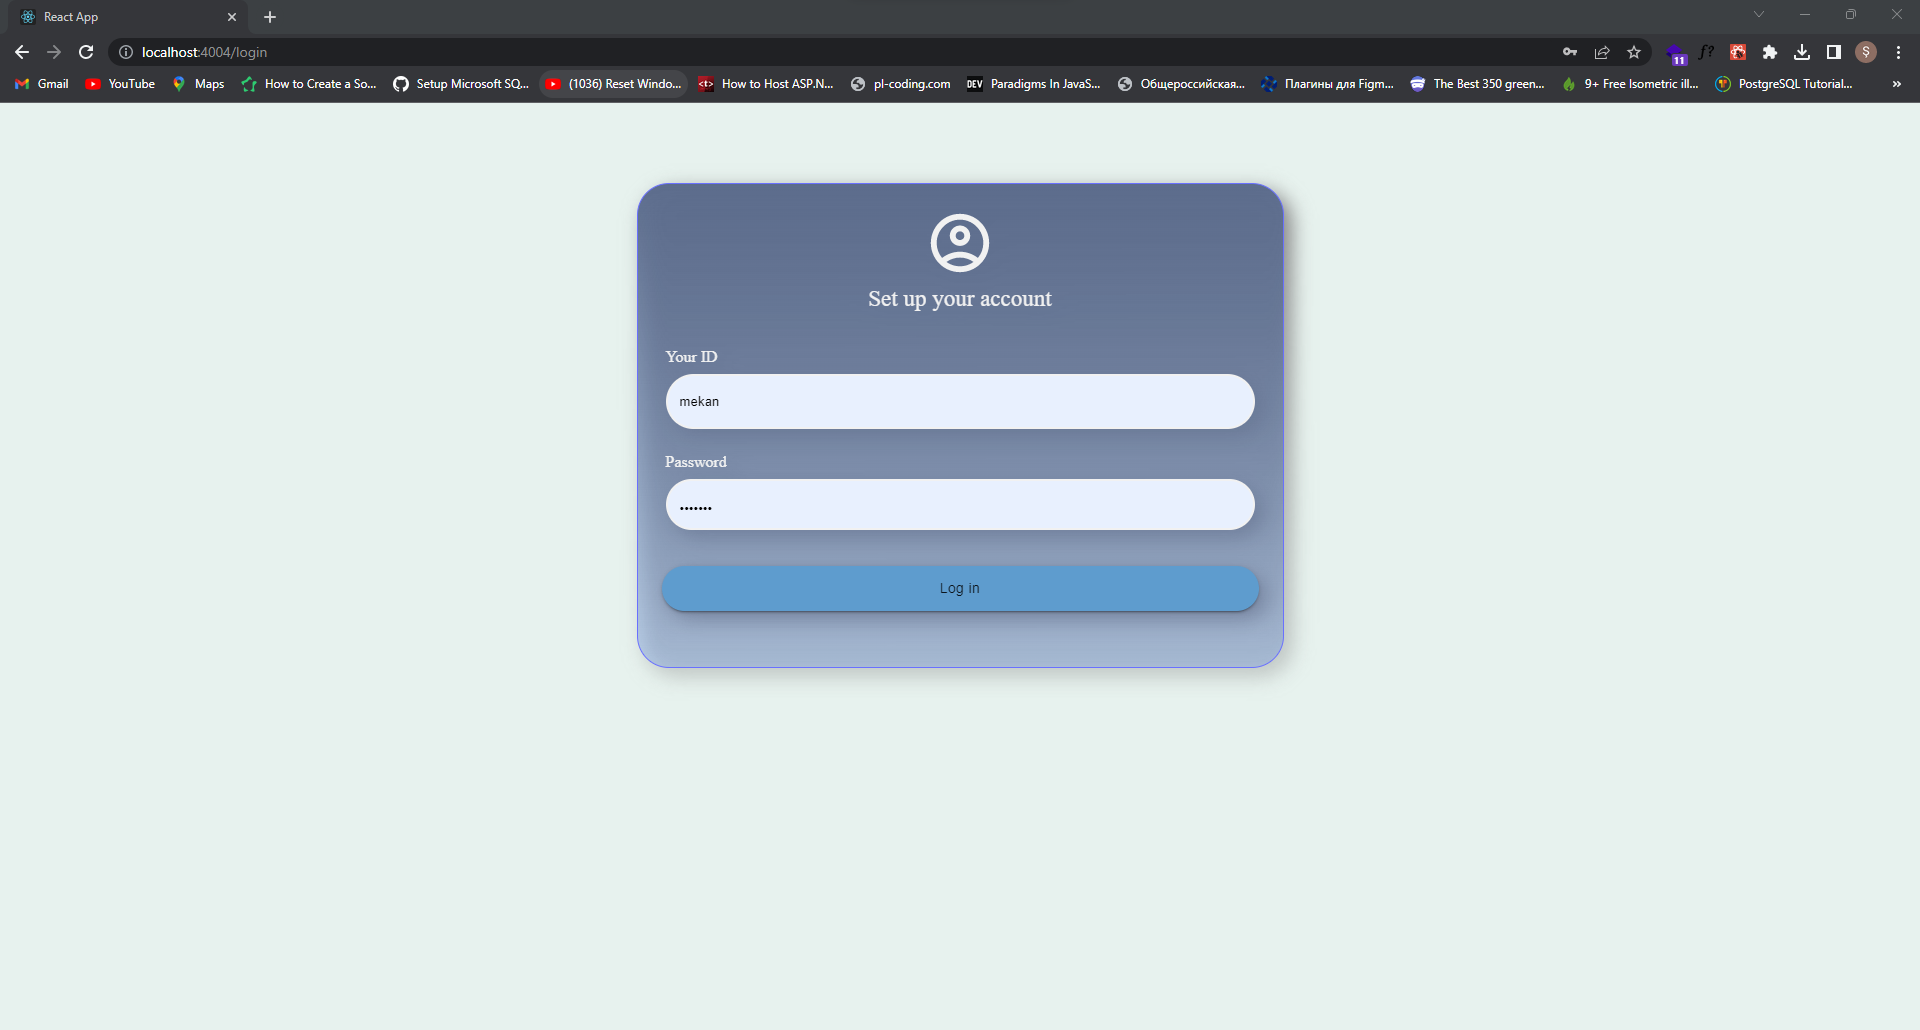 React App
localhost:4004/login
11
f?
S
Gmail
YouTube
Maps
How to Create a So...
Setup Microsoft SQ...
(1036) Reset Windo...
<t>
How to Host ASP.N...
pl-coding.com
DEV
Paradigms In JavaS...
Общероссийская...
Плагины для Figm...
The Best 350 green...
9+ Free Isometric ill...
PostgreSQL Tutorial...
»
Set up your account
Your ID
mekan
Password
•••••••
Log in